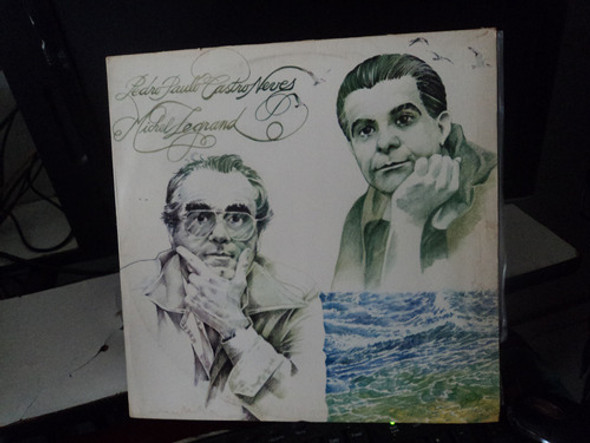 Pedro Paulo Castro Neves
Michel Legrand